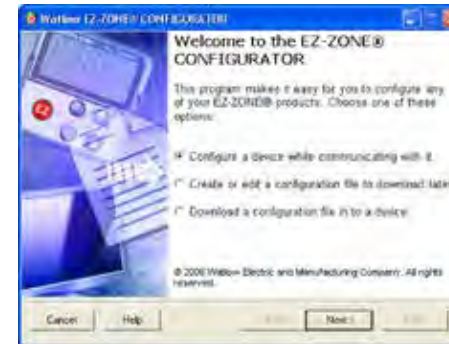 Watlow EZ-ZONE® CONFIGURATOR
Welcome to the EZ-ZONE®
CONFIGURATOR
This program makes it easy for you to configure any
of your EZ-ZONE® products. Choose one of these
options:
EZ
Configure a device while communicating with it.
Create or edit a configuration file to download later
Download a configuration file in to a device
© 2006 Watlow Electric and Manufacturing Company. All rights
reserved.
Cancel Help Next >